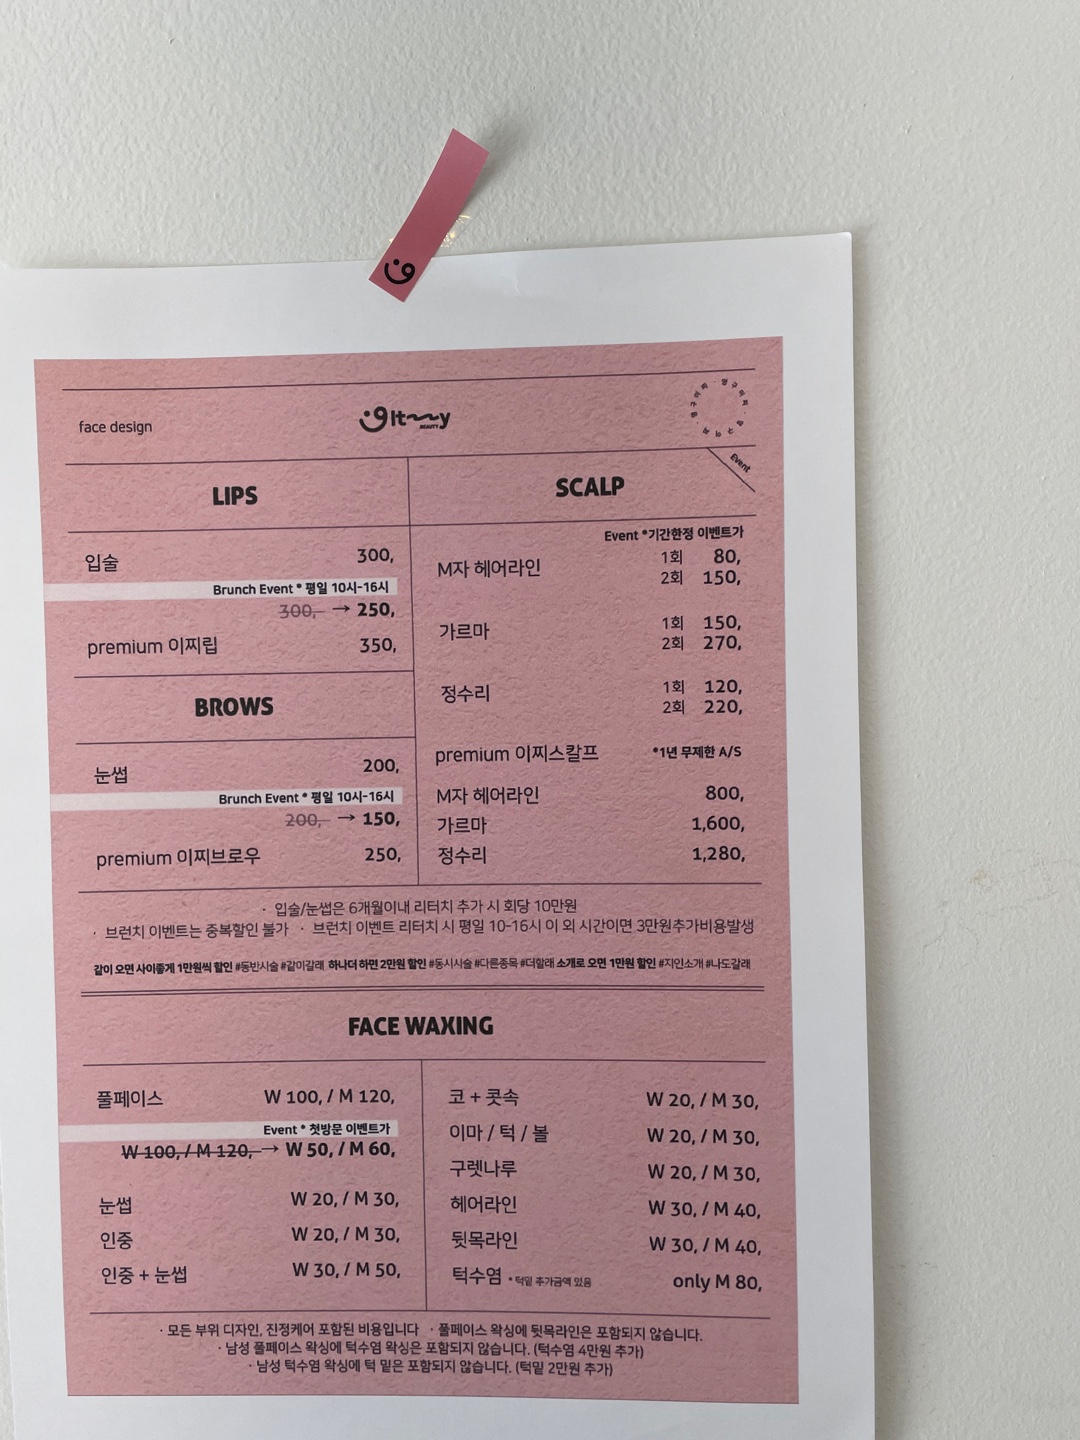 face design
It~~y
BEAUTY
Event
LIPS
입술 300,
Brunch Event * 평일 10시-16시
300, → 250,
premium 이찌립 350,
BROWS
눈썹 200,
Brunch Event * 평일 10시-16시
200, → 150,
premium 이찌브로우 250,
SCALP
Event *기간한정 이벤트가
M자 헤어라인 1회 80,
2회 150,
가르마 1회 150,
2회 270,
정수리 1회 120,
2회 220,
premium 이찌스칼프 *1년 무제한 A/S
M자 헤어라인 800,
가르마 1,600,
정수리 1,280,
· 입술/눈썹은 6개월이내 리터치 추가 시 회당 10만원
· 브런치 이벤트는 중복할인 불가 · 브런치 이벤트 리터치 시 평일 10-16시 이 외 시간이면 3만원추가비용발생
같이 오면 사이좋게 1만원씩 할인 #동반시술 #같이갈래 하나더 하면 2만원 할인 #동시시술 #다른종목 #더할래 소개로 오면 1만원 할인 #지인소개 #나도갈래
FACE WAXING
풀페이스 W 100, / M 120,
Event * 첫방문 이벤트가
W 100, / M 120, → W 50, / M 60,
눈썹 W 20, / M 30,
인중 W 20, / M 30,
인중 + 눈썹 W 30, / M 50,
코 + 콧속 W 20, / M 30,
이마 / 턱 / 볼 W 20, / M 30,
구렛나루 W 20, / M 30,
헤어라인 W 30, / M 40,
뒷목라인 W 30, / M 40,
턱수염 * 턱밑 추가금액 있음 only M 80,
· 모든 부위 디자인, 진정케어 포함된 비용입니다 · 풀페이스 왁싱에 뒷목라인은 포함되지 않습니다.
· 남성 풀페이스 왁싱에 턱수염 왁싱은 포함되지 않습니다. (턱수염 4만원 추가)
· 남성 턱수염 왁싱에 턱 밑은 포함되지 않습니다. (턱밑 2만원 추가)